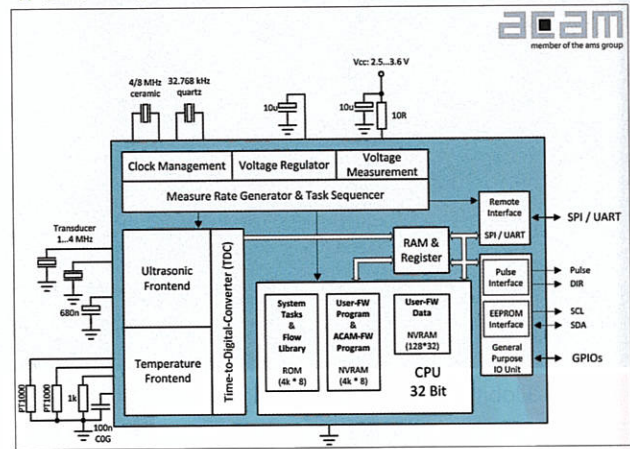 acam
member of the ams group
Vcc: 2.5...3.6 V
4/8 MHz
ceramic
32.768 kHz
quartz
10u
10u
10R
Clock Management
Voltage Regulator
Voltage
Measurement
Measure Rate Generator & Task Sequencer
Remote
Interface
SPI / UART
SPI / UART
Transducer
1...4 MHz
680n
Ultrasonic
Frontend
Time-to-Digital-Converter (TDC)
RAM &
Register
Pulse
Interface
Pulse
DIR
EEPROM
Interface
SCL
SDA
General
Purpose
IO Unit
GPIOs
System
Tasks
&
Flow
Library
ROM
(4k * 8)
User-FW
Program
&
ACAM-FW
Program
NVRAM
(4k * 8)
User-FW
Data
NVRAM
(128*32)
CPU
32 Bit
Temperature
Frontend
PT1000
PT1000
1k
100n
C0G